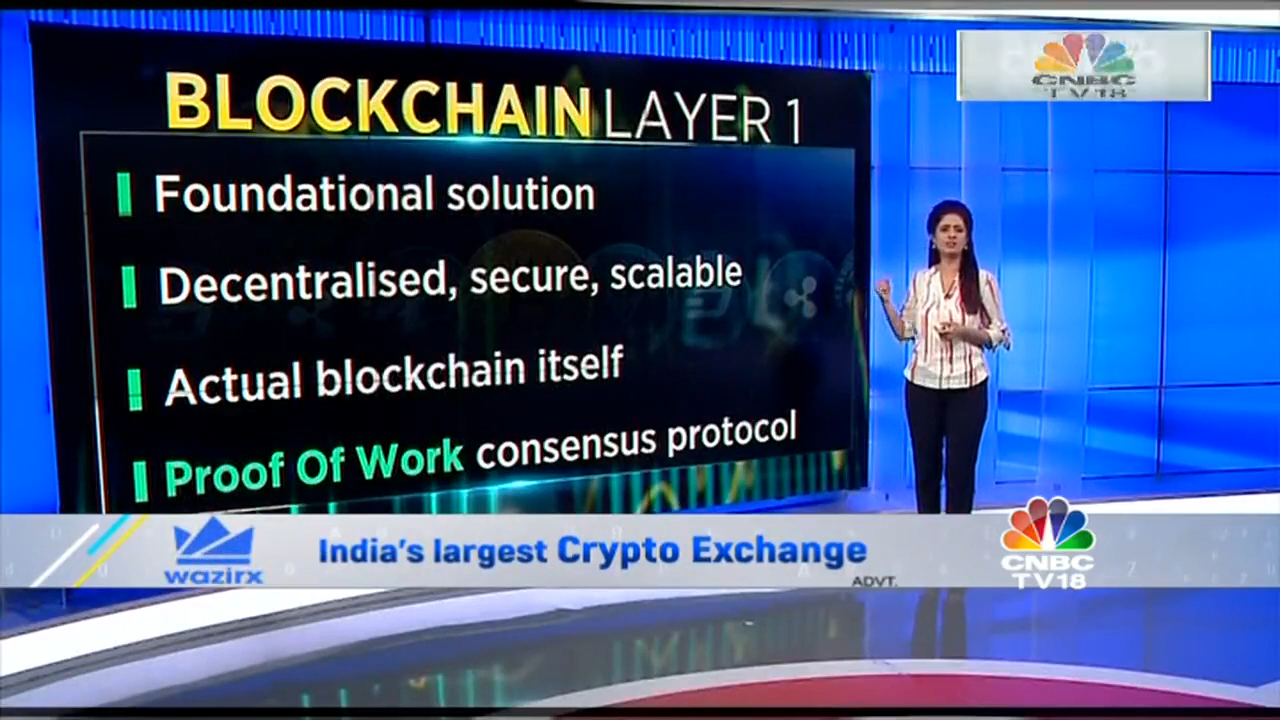 BLOCKCHAIN LAYER 1
CNBC
TV18
Foundational solution
Decentralised, secure, scalable
Actual blockchain itself
Proof Of Work consensus protocol
wazirx
India's largest Crypto Exchange
ADVT.
CNBC
TV18